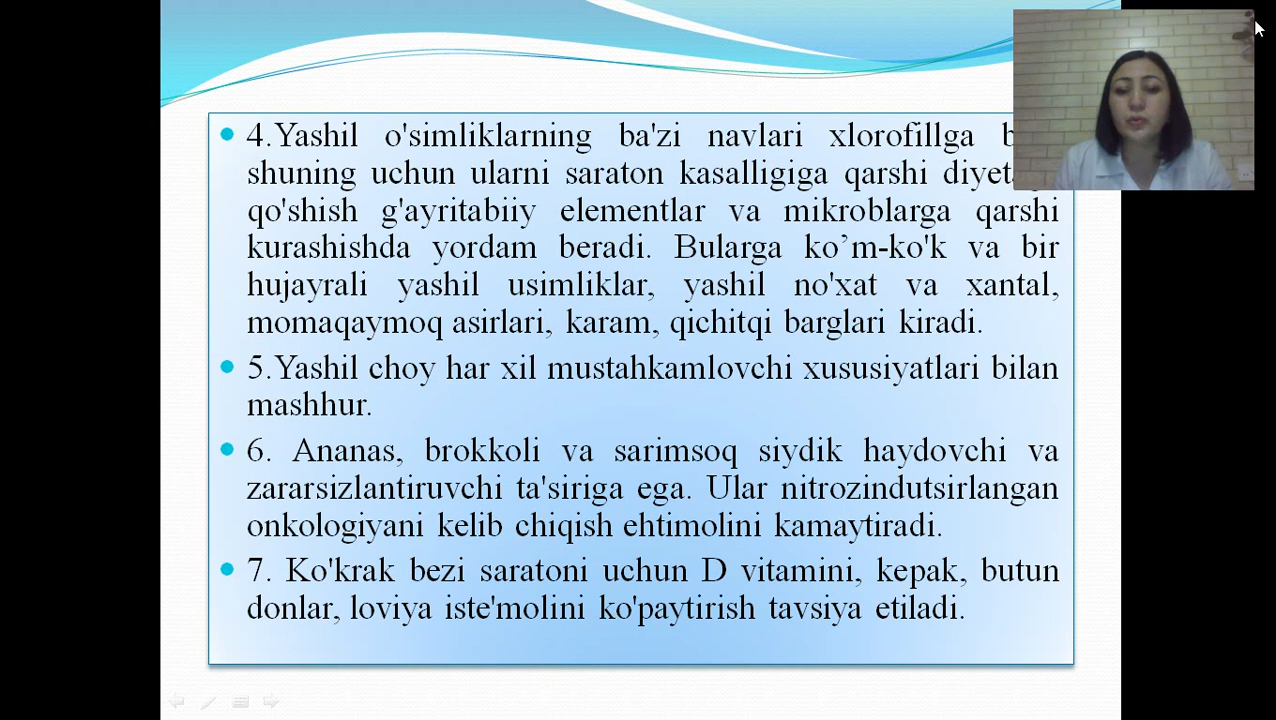 4.Yashil o'simliklarning ba'zi navlari xlorofillga
shuning uchun ularni saraton kasalligiga qarshi
qo'shish g'ayritabiiy elementlar va mikroblarga qarshi
kurashishda yordam beradi. Bularga ko’m-ko'k va bir
hujayrali yashil usimliklar, yashil no'xat va xantal,
momaqaymoq asirlari, karam, qichitqi barglari kiradi.
5.Yashil choy har xil mustahkamlovchi xususiyatlari bilan
mashhur.
6. Ananas, brokkoli va sarimsoq siydik haydovchi va
zararsizlantiruvchi ta'siriga ega. Ular nitrozindutsirlangan
onkologiyani kelib chiqish ehtimolini kamaytiradi.
7. Ko'krak bezi saratoni uchun D vitamini, kepak, butun
donlar, loviya iste'molini ko'paytirish tavsiya etiladi.